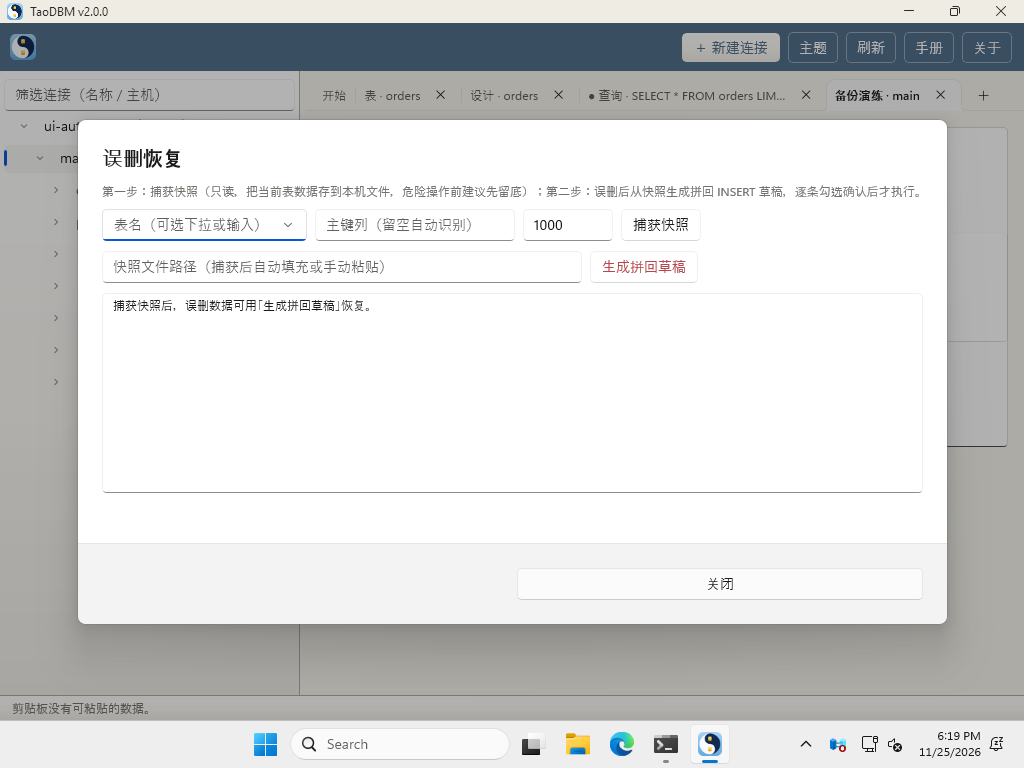 TaoDBM v2.0.0
+ 新建连接 主题 刷新 手册 关于
筛选连接（名称 / 主机）
开始 表 · orders 设计 · orders ● 查询 · SELECT * FROM orders LIM... 备份演练 · main
ui-aut
ma
误删恢复
第一步：捕获快照（只读，把当前表数据存到本机文件，危险操作前建议先留底）；第二步：误删后从快照生成拼回 INSERT 草稿，逐条勾选确认后才执行。
表名（可选下拉或输入） 主键列（留空自动识别） 1000 捕获快照
快照文件路径（捕获后自动填充或手动粘贴） 生成拼回草稿
捕获快照后，误删数据可用「生成拼回草稿」恢复。
关闭
剪贴板没有可粘贴的数据。
Search
6:19 PM
11/25/2026